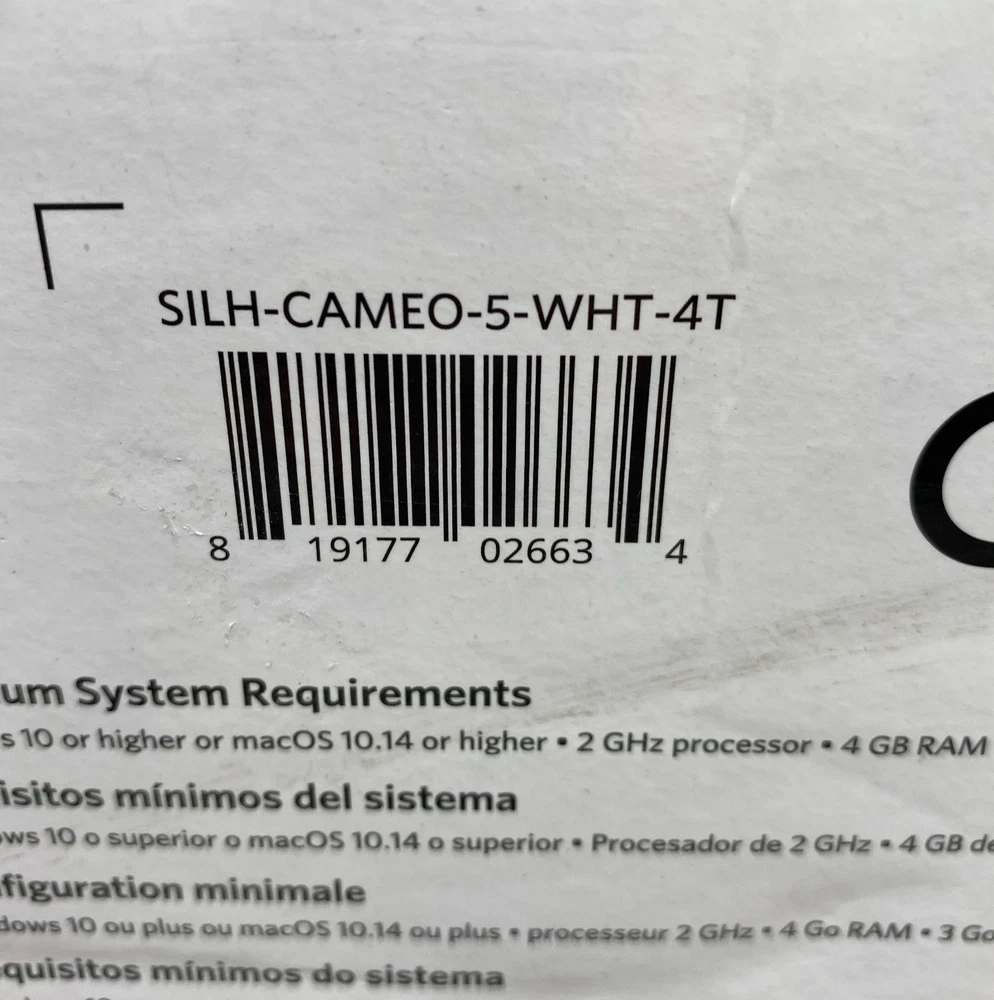 SILH-CAMEO-5-WHT-4T
8 19177 02663 4
um System Requirements
s 10 or higher or macOS 10.14 or higher • 2 GHz processor • 4 GB RAM
isitos mínimos del sistema
ows 10 o superior o macOS 10.14 o superior • Procesador de 2 GHz • 4 GB de
figuration minimale
dows 10 ou plus ou macOS 10.14 ou plus • processeur 2 GHz • 4 Go RAM • 3 Go
quisitos mínimos do sistema